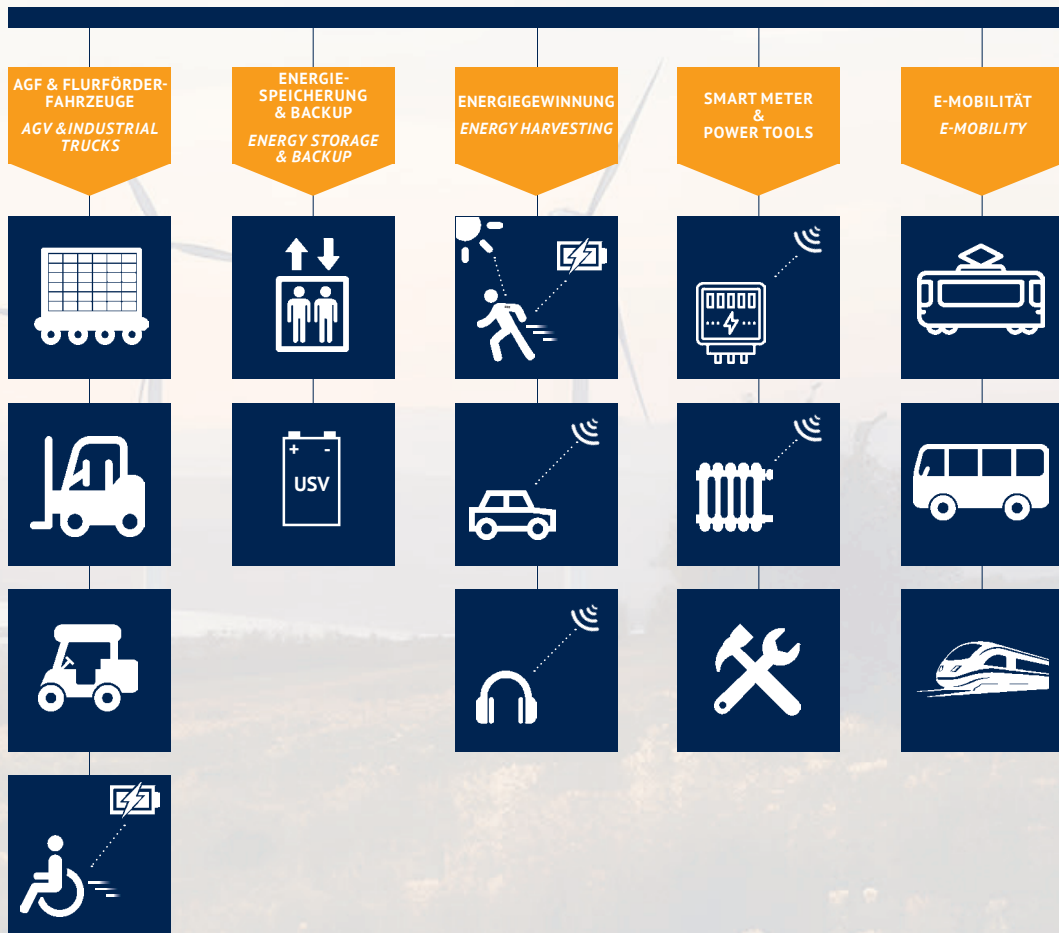 AGF & FLURFÖRDER-
FAHRZEUGE
AGV &INDUSTRIAL
TRUCKS
ENERGIE-
SPEICHERUNG
& BACKUP
ENERGY STORAGE
& BACKUP
ENERGIEGEWINNUNG
ENERGY HARVESTING
SMART METER
&
POWER TOOLS
E-MOBILITÄT
E-MOBILITY
+ -
USV